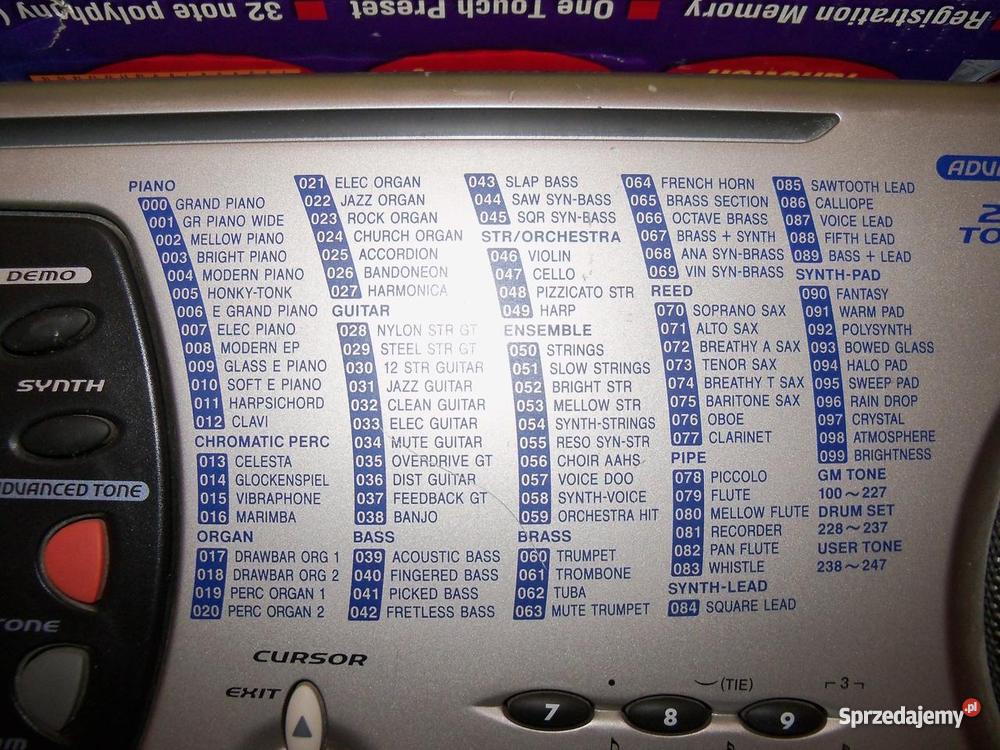 Registration Memory
One Touch Preset
32 note polyphony
ADV
DEMO
SYNTH
ADVANCED TONE
TONE
PIANO
000 GRAND PIANO
001 GR PIANO WIDE
002 MELLOW PIANO
003 BRIGHT PIANO
004 MODERN PIANO
005 HONKY-TONK
006 E GRAND PIANO
007 ELEC PIANO
008 MODERN EP
009 GLASS E PIANO
010 SOFT E PIANO
011 HARPSICHORD
012 CLAVI
CHROMATIC PERC
013 CELESTA
014 GLOCKENSPIEL
015 VIBRAPHONE
016 MARIMBA
ORGAN
017 DRAWBAR ORG 1
018 DRAWBAR ORG 2
019 PERC ORGAN 1
020 PERC ORGAN 2
021 ELEC ORGAN
022 JAZZ ORGAN
023 ROCK ORGAN
024 CHURCH ORGAN
025 ACCORDION
026 BANDONEON
027 HARMONICA
GUITAR
028 NYLON STR GT
029 STEEL STR GT
030 12 STR GUITAR
031 JAZZ GUITAR
032 CLEAN GUITAR
033 ELEC GUITAR
034 MUTE GUITAR
035 OVERDRIVE GT
036 DIST GUITAR
037 FEEDBACK GT
038 BANJO
BASS
039 ACOUSTIC BASS
040 FINGERED BASS
041 PICKED BASS
042 FRETLESS BASS
043 SLAP BASS
044 SAW SYN-BASS
045 SQR SYN-BASS
STR/ORCHESTRA
046 VIOLIN
047 CELLO
048 PIZZICATO STR
049 HARP
ENSEMBLE
050 STRINGS
051 SLOW STRINGS
052 BRIGHT STR
053 MELLOW STR
054 SYNTH-STRINGS
055 RESO SYN-STR
056 CHOIR AAHS
057 VOICE DOO
058 SYNTH-VOICE
059 ORCHESTRA HIT
BRASS
060 TRUMPET
061 TROMBONE
062 TUBA
063 MUTE TRUMPET
064 FRENCH HORN
065 BRASS SECTION
066 OCTAVE BRASS
067 BRASS + SYNTH
068 ANA SYN-BRASS
069 VIN SYN-BRASS
REED
070 SOPRANO SAX
071 ALTO SAX
072 BREATHY A SAX
073 TENOR SAX
074 BREATHY T SAX
075 BARITONE SAX
076 OBOE
077 CLARINET
PIPE
078 PICCOLO
079 FLUTE
080 MELLOW FLUTE
081 RECORDER
082 PAN FLUTE
083 WHISTLE
SYNTH-LEAD
084 SQUARE LEAD
085 SAWTOOTH LEAD
086 CALLIOPE
087 VOICE LEAD
088 FIFTH LEAD
089 BASS + LEAD
SYNTH-PAD
090 FANTASY
091 WARM PAD
092 POLYSYNTH
093 BOWED GLASS
094 HALO PAD
095 SWEEP PAD
096 RAIN DROP
097 CRYSTAL
098 ATMOSPHERE
099 BRIGHTNESS
GM TONE
100～227
DRUM SET
228～237
USER TONE
238～247
CURSOR
EXIT
(TIE)
3
7
8
9
Sprzedajemy.pl